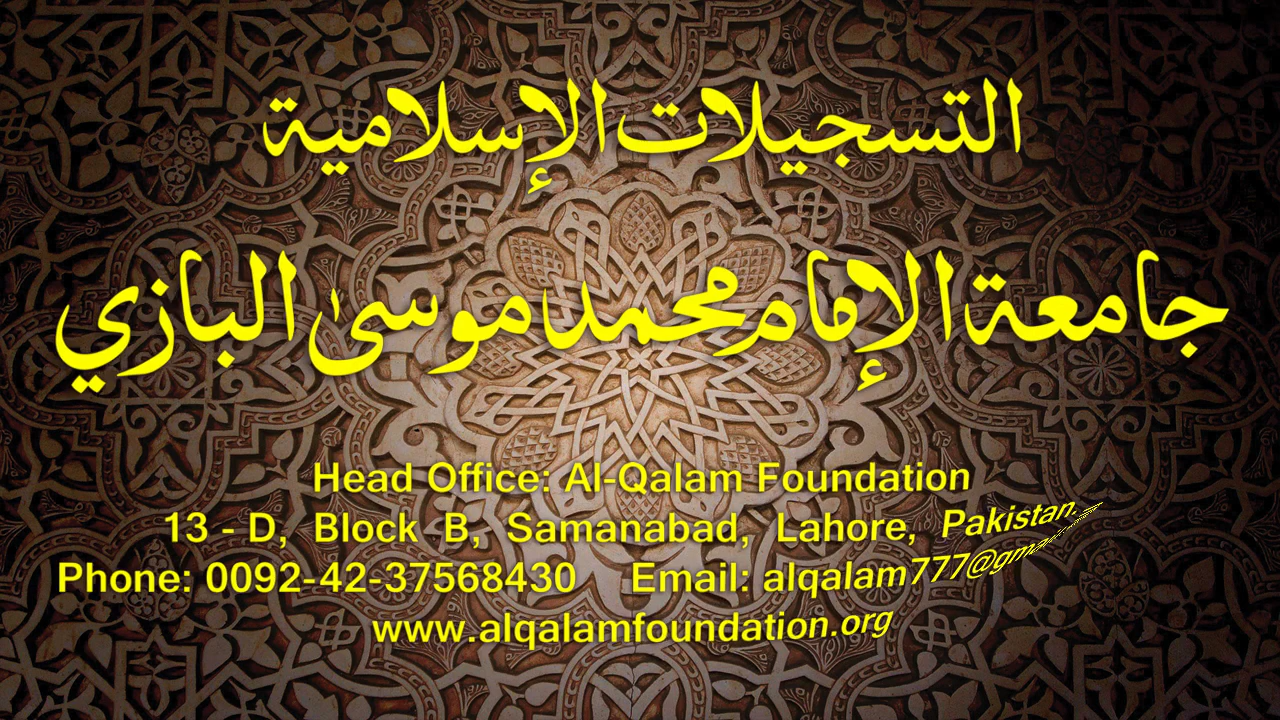 التسجيلات الإسلامية
جامعة الإمام محمد موسىٰ البازي
Head Office: Al-Qalam Foundation
13 - D, Block B, Samanabad, Lahore, Pakistan.
Phone: 0092-42-37568430 Email: alqalam777@gma
www.alqalamfoundation.org